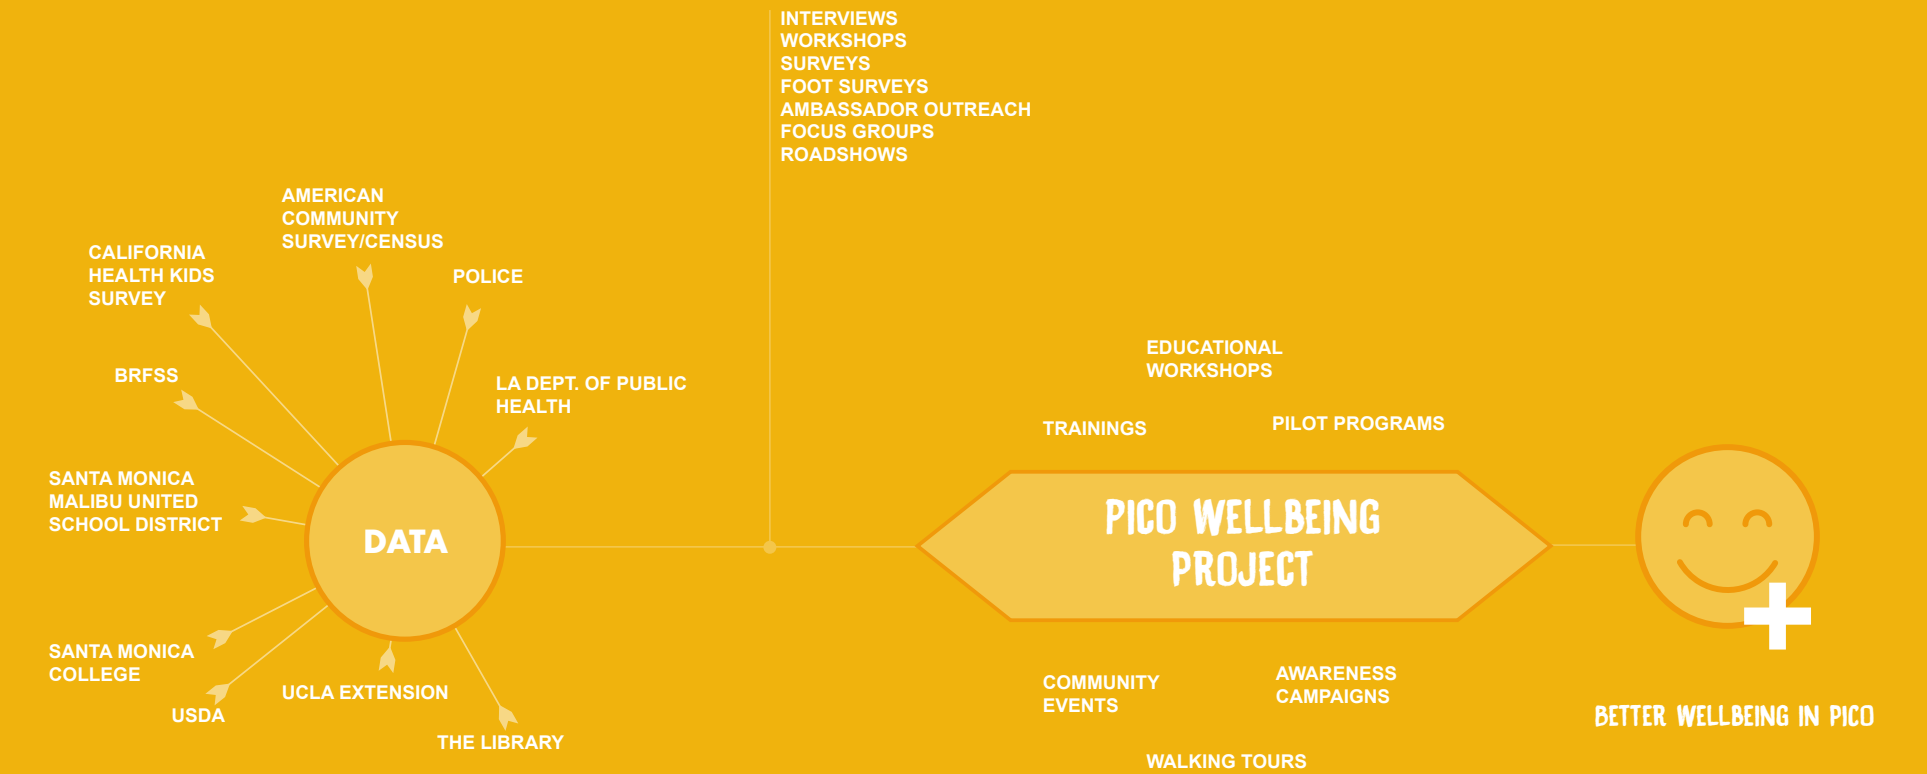 INTERVIEWS
WORKSHOPS
SURVEYS
FOOT SURVEYS
AMBASSADOR OUTREACH
FOCUS GROUPS
ROADSHOWS
AMERICAN
COMMUNITY
SURVEY/CENSUS
CALIFORNIA
HEALTH KIDS
SURVEY
POLICE
BRFSS
LA DEPT. OF PUBLIC
HEALTH
SANTA MONICA
MALIBU UNITED
SCHOOL DISTRICT
DATA
SANTA MONICA
COLLEGE
USDA
UCLA EXTENSION
THE LIBRARY
EDUCATIONAL
WORKSHOPS
TRAININGS
PILOT PROGRAMS
PICO WELLBEING
PROJECT
COMMUNITY
EVENTS
AWARENESS
CAMPAIGNS
WALKING TOURS
BETTER WELLBEING IN PICO